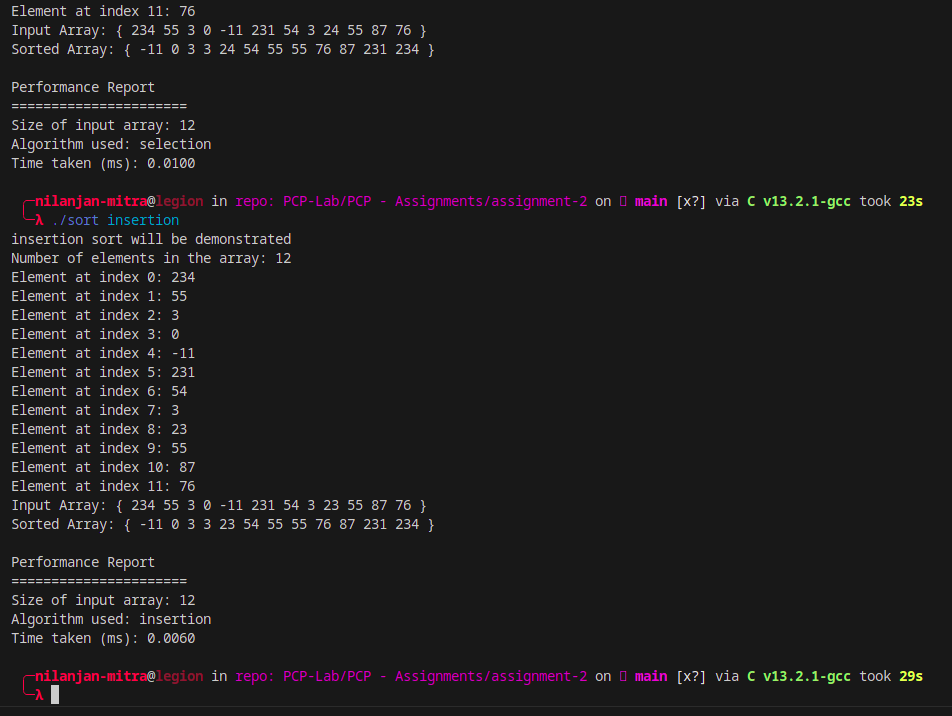 Element at index 11: 76
Input Array: { 234 55 3 0 -11 231 54 3 24 55 87 76 }
Sorted Array: { -11 0 3 3 24 54 55 55 76 87 231 234 }
Performance Report
======================
Size of input array: 12
Algorithm used: selection
Time taken (ms): 0.0100
nilanjan-mitra@legion in repo: PCP-Lab/PCP - Assignments/assignment-2 on main [x?] via C v13.2.1-gcc took 23s
λ ./sort insertion
insertion sort will be demonstrated
Number of elements in the array: 12
Element at index 0: 234
Element at index 1: 55
Element at index 2: 3
Element at index 3: 0
Element at index 4: -11
Element at index 5: 231
Element at index 6: 54
Element at index 7: 3
Element at index 8: 23
Element at index 9: 55
Element at index 10: 87
Element at index 11: 76
Input Array: { 234 55 3 0 -11 231 54 3 23 55 87 76 }
Sorted Array: { -11 0 3 3 23 54 55 55 76 87 231 234 }
Performance Report
======================
Size of input array: 12
Algorithm used: insertion
Time taken (ms): 0.0060
nilanjan-mitra@legion in repo: PCP-Lab/PCP - Assignments/assignment-2 on main [x?] via C v13.2.1-gcc took 29s
λ